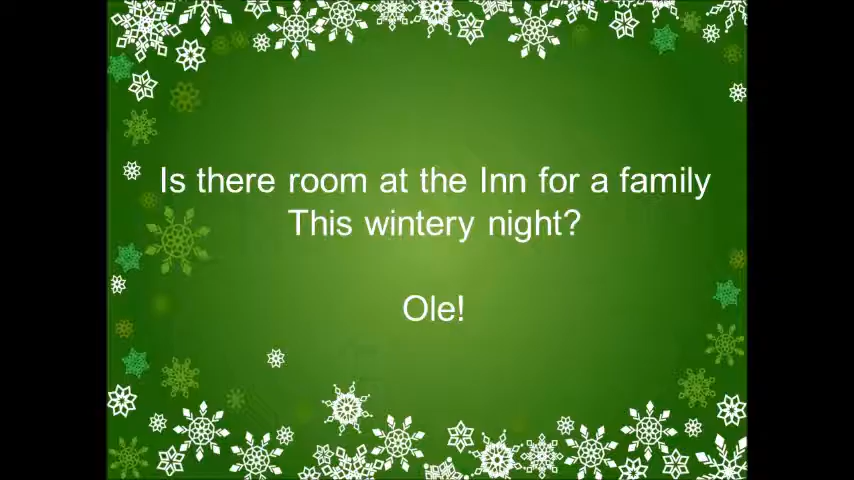 Is there room at the Inn for a family
This wintery night?
Ole!